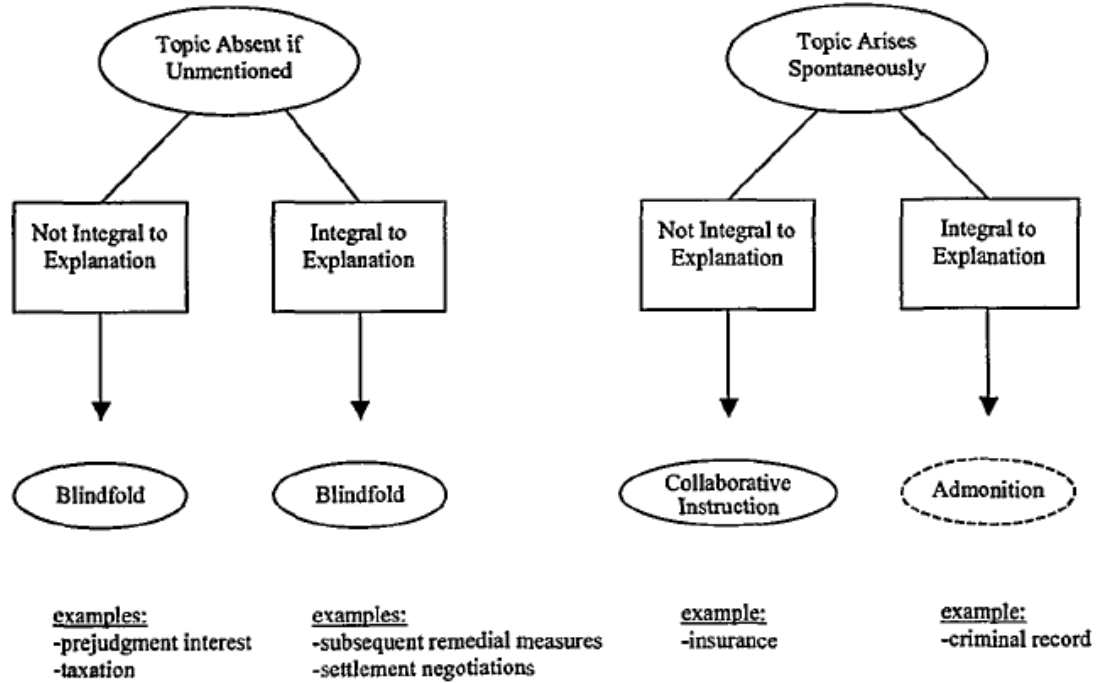 Topic Absent if
Unmentioned
Topic Arises
Spontaneously
Not Integral to
Explanation
Integral to
Explanation
Not Integral to
Explanation
Integral to
Explanation
Blindfold
Blindfold
Collaborative
Instruction
Admonition
examples:
-prejudgment interest
-taxation
examples:
-subsequent remedial measures
-settlement negotiations
example:
-insurance
example:
-criminal record